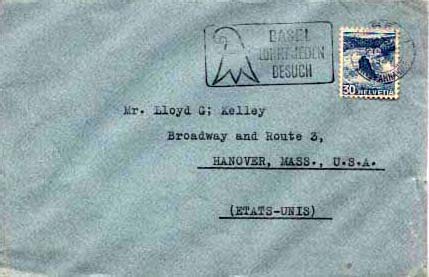 BASEL
LOHNT JEDEN
BESUCH
30 HELVETIA
Mr. Lloyd G; Kelley
Broadway and Route 3,
HANOVER, MASS., U.S.A.
(ETATS-UNIS)